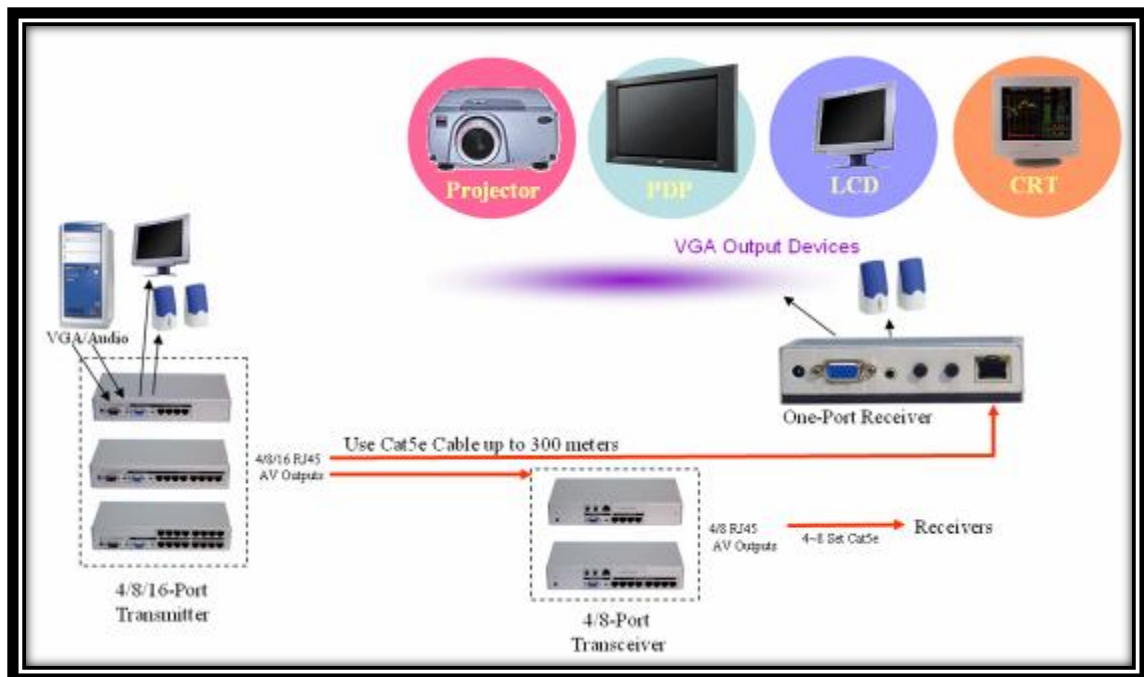 Projector
PDP
LCD
CRT
VGA Output Devices
VGA/Audio
One-Port Receiver
Use Cat5e Cable up to 300 meters
4/8/16 RJ45
AV Outputs
4/8 RJ45
AV Outputs
4~8 Set Cat5e
Receivers
4/8/16-Port
Transmitter
4/8-Port
Transceiver